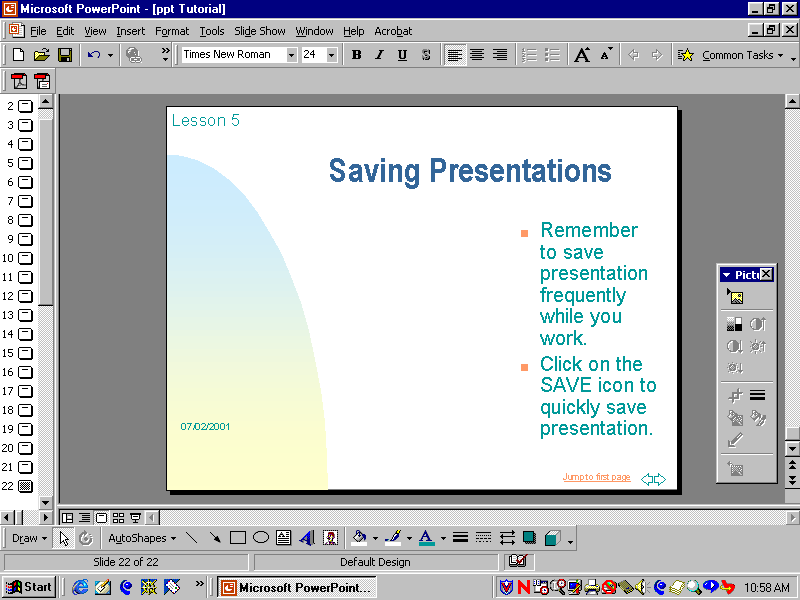 Microsoft PowerPoint - [ppt Tutorial]
File Edit View Insert Format Tools Slide Show Window Help Acrobat
Times New Roman 24 B I U S A A Common Tasks
2
3
4
5
6
7
8
9
10
11
12
13
14
15
16
17
18
19
20
21
22
Lesson 5
Saving Presentations
Remember
to save
presentation
frequently
while you
work.
Click on the
SAVE icon to
quickly save
presentation.
07/02/2001
Jump to first page
Pictu
Draw AutoShapes A A
Slide 22 of 22 Default Design
Start Microsoft PowerPoint... N 10:58 AM